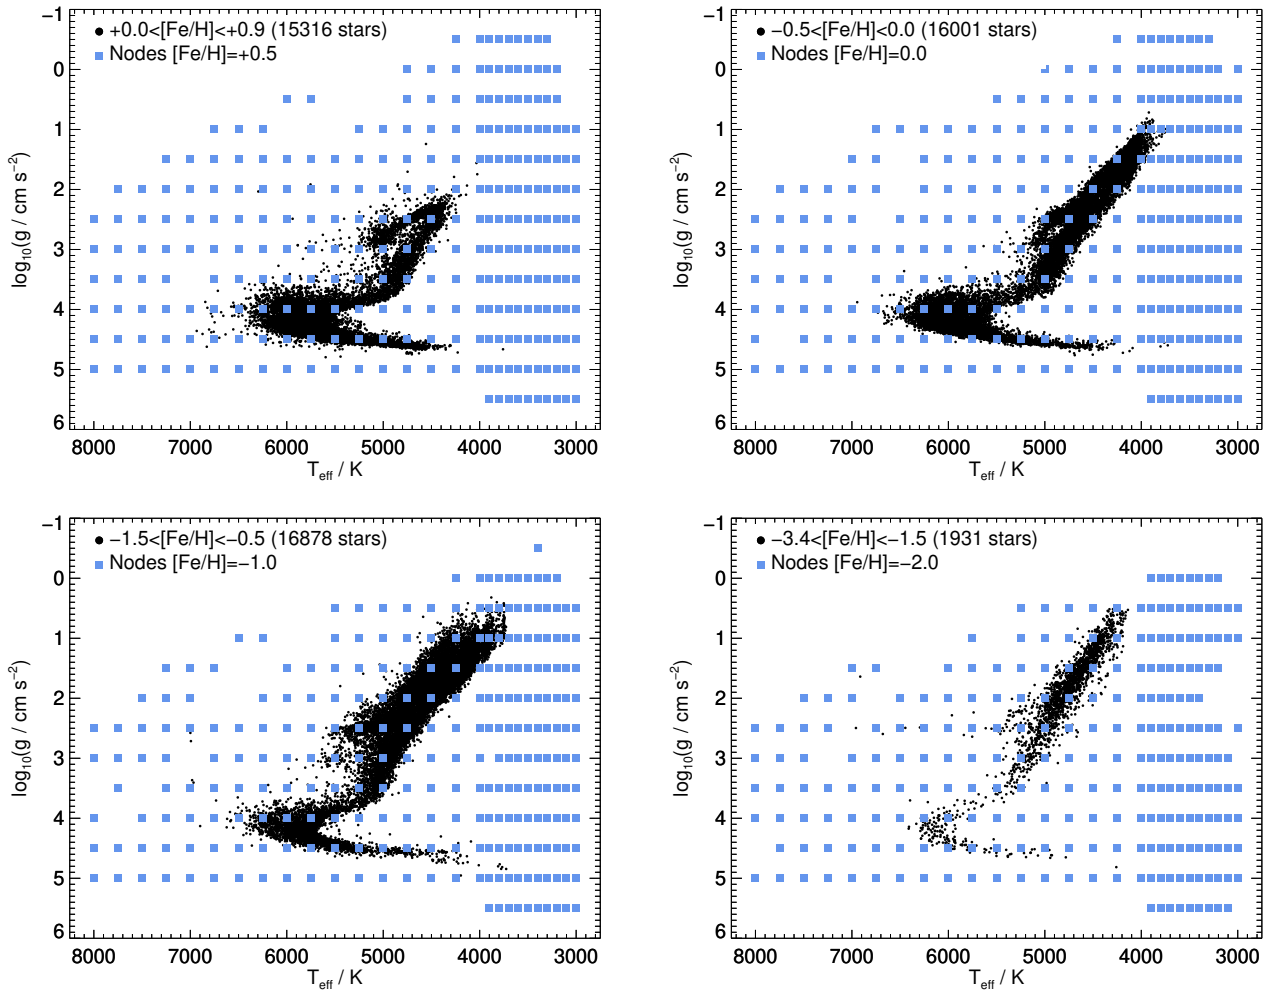 +0.0<[Fe/H]<+0.9 (15316 stars)
Nodes [Fe/H]=+0.5
−1
0
1
2
3
4
5
6
log₁₀(g / cm s⁻²)
8000 7000 6000 5000 4000 3000
T_eff / K
−0.5<[Fe/H]<0.0 (16001 stars)
Nodes [Fe/H]=0.0
−1
0
1
2
3
4
5
6
log₁₀(g / cm s⁻²)
8000 7000 6000 5000 4000 3000
T_eff / K
−1.5<[Fe/H]<−0.5 (16878 stars)
Nodes [Fe/H]=−1.0
−1
0
1
2
3
4
5
6
log₁₀(g / cm s⁻²)
8000 7000 6000 5000 4000 3000
T_eff / K
−3.4<[Fe/H]<−1.5 (1931 stars)
Nodes [Fe/H]=−2.0
−1
0
1
2
3
4
5
6
log₁₀(g / cm s⁻²)
8000 7000 6000 5000 4000 3000
T_eff / K